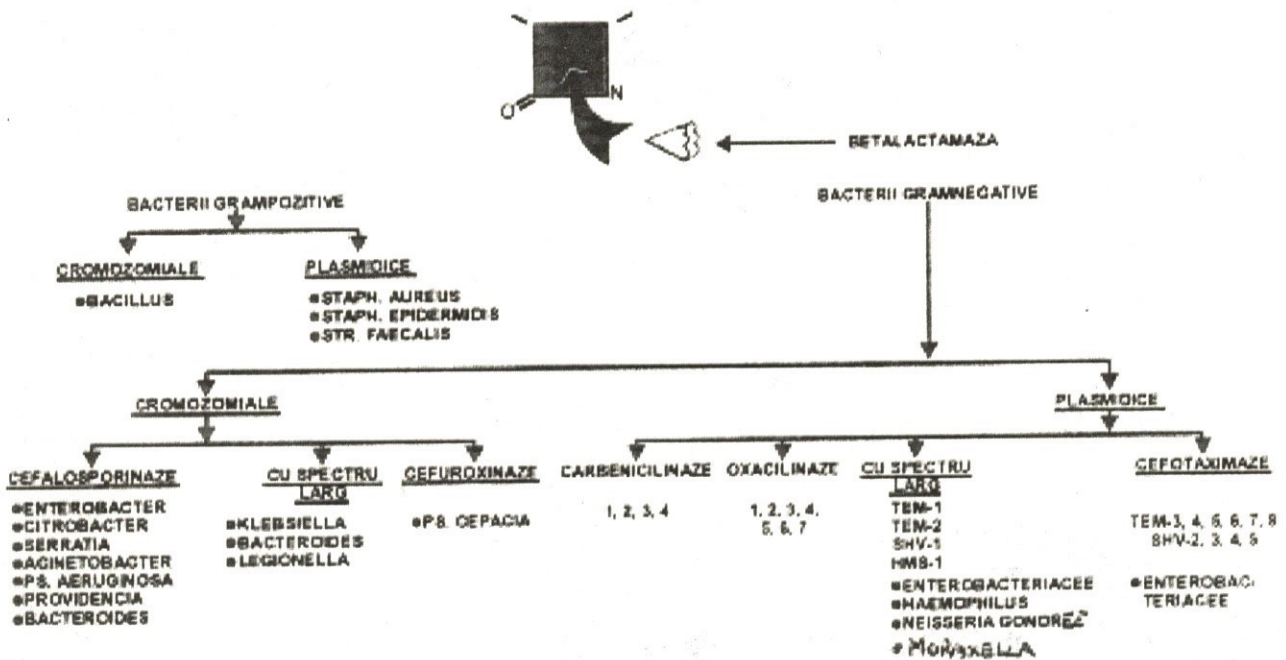 O
N
BETALACTAMAZA
BACTERII GRAMPOZITIVE
BACTERII GRAMNEGATIVE
CROMOZOMIALE
PLASMIDICE
•BACILLUS
•STAPH. AUREUS
•STAPH. EPIDERMIDIS
•STR. FAECALIS
CROMOZOMIALE
PLASMIDICE
CEFALOSPORINAZE
•ENTEROBACTER
•CITROBACTER
•SERRATIA
•ACINETOBACTER
•PS. AERUGINOSA
•PROVIDENCIA
•BACTEROIDES
CU SPECTRU
LARG
•KLEBSIELLA
•BACTEROIDES
•LEGIONELLA
CEFUROXINAZE
•PS. CEPACIA
CARBENICILINAZE
1, 2, 3, 4
OXACILINAZE
1, 2, 3, 4,
5, 6, 7
CU SPECTRU
LARG
TEM-1
TEM-2
SHV-1
HMS-1
•ENTEROBACTERIACEE
•HAEMOPHILUS
•NEISSERIA
•
CEFOTAXIMAZE
TEM-3, 4, 5, 6, 7, 8
SHV-2, 3, 4, 5
•ENTEROBAC
TERIACEE